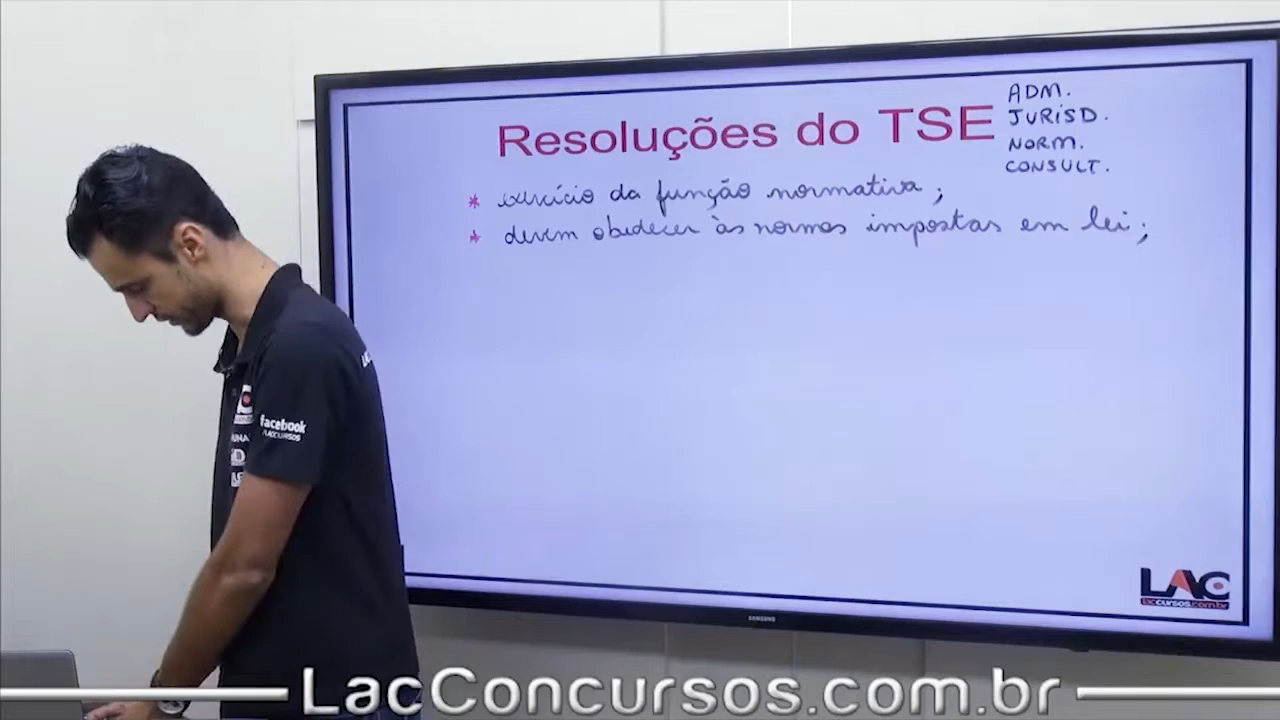 ADM.
Resoluções do TSE JURISD.
NORM.
CONSULT.
* exercício da função normativa;
* devem obedecer às normas impostas em lei;
facebook
LACCURSOS
LAC
laccursos.com.br
SAMSUNG
LacConcursos.com.br